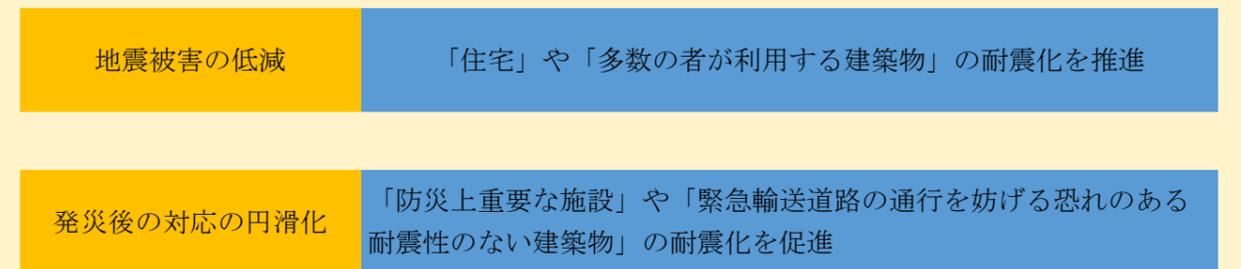 地震被害の低減
「住宅」や「多数の者が利用する建築物」の耐震化を推進
発災後の対応の円滑化
「防災上重要な施設」や「緊急輸送道路の通行を妨げる恐れのある
耐震性のない建築物」の耐震化を促進